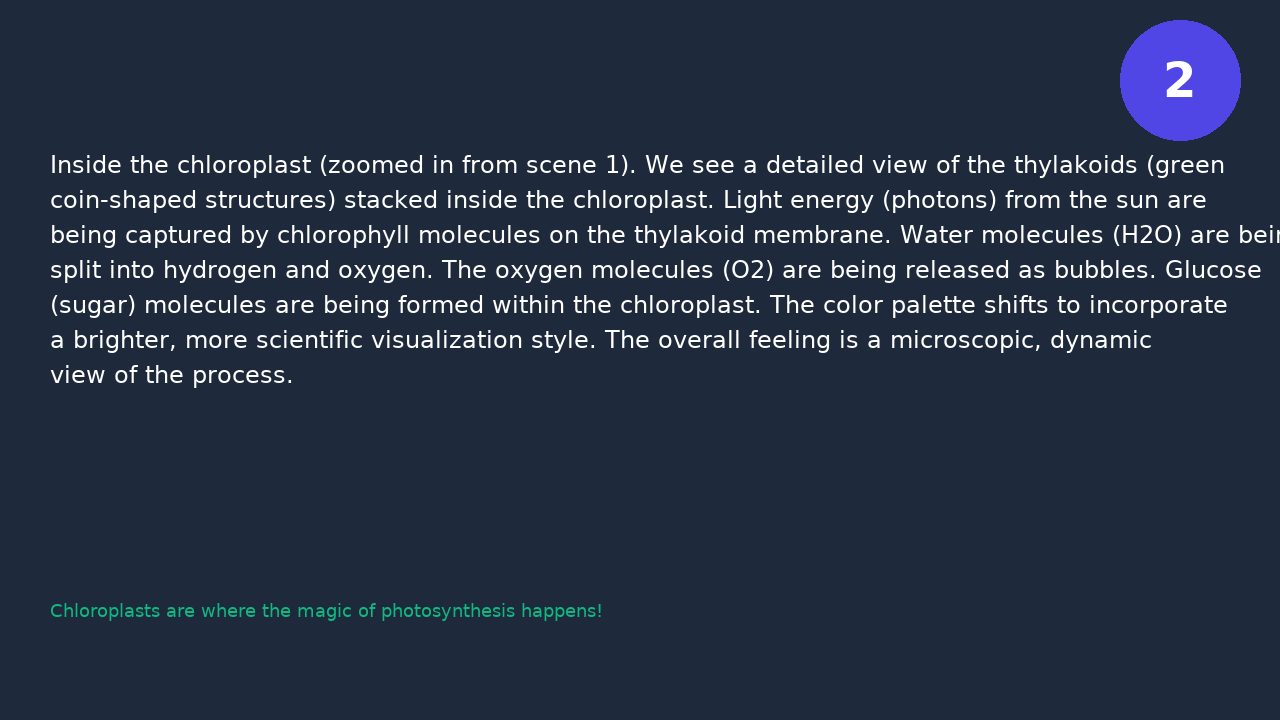 2
Inside the chloroplast (zoomed in from scene 1). We see a detailed view of the thylakoids (green
coin-shaped structures) stacked inside the chloroplast. Light energy (photons) from the sun are
being captured by chlorophyll molecules on the thylakoid membrane. Water molecules (H2O) are
split into hydrogen and oxygen. The oxygen molecules (O2) are being released as bubbles. Glucose
(sugar) molecules are being formed within the chloroplast. The color palette shifts to incorporate
a brighter, more scientific visualization style. The overall feeling is a microscopic, dynamic
view of the process.
Chloroplasts are where the magic of photosynthesis happens!